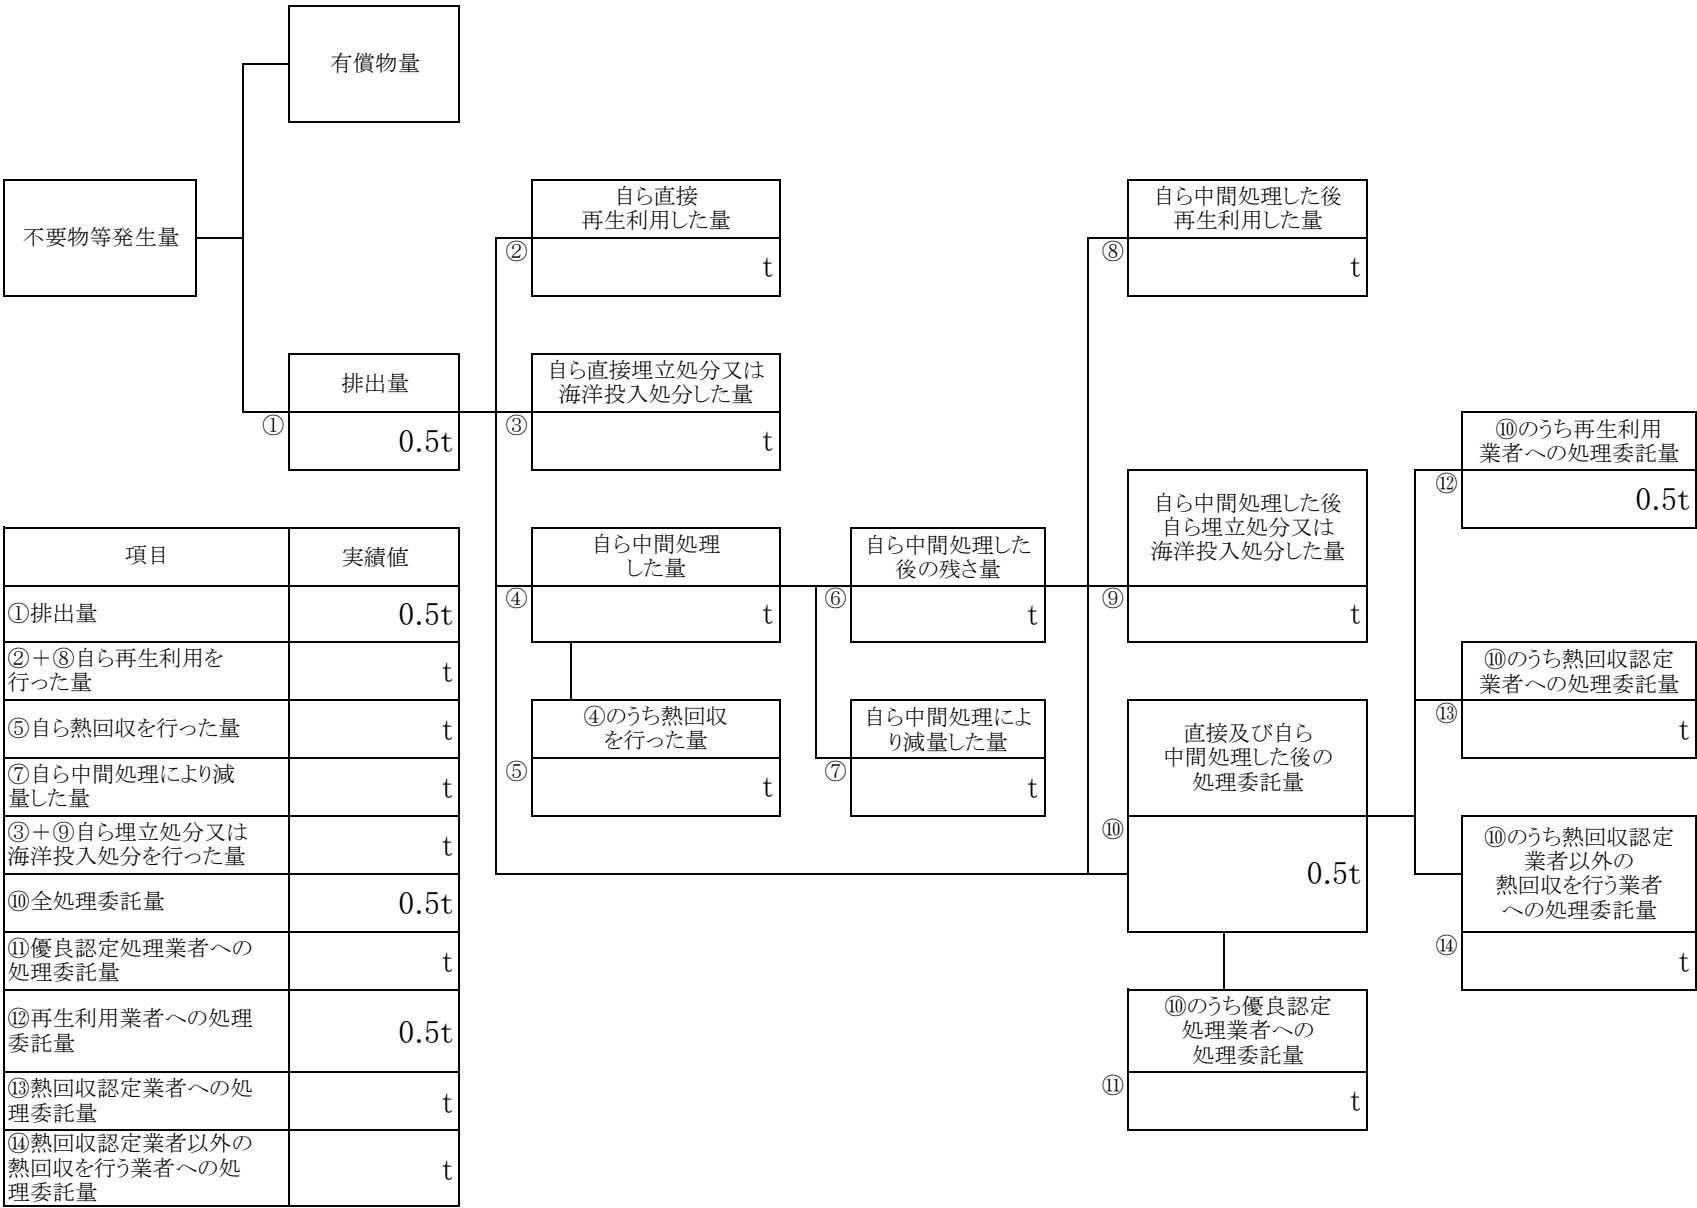 有償物量
不要物等発生量
自ら直接
再生利用した量
②
t
自ら中間処理した後
再生利用した量
⑧
t
排出量
①
0.5t
自ら直接埋立処分又は
海洋投入処分した量
③
t
⑩のうち再生利用
業者への処理委託量
⑫
0.5t
自ら中間処理した後
自ら埋立処分又は
海洋投入処分した量
⑨
t
自ら中間処理
した量
④
t
自ら中間処理した
後の残さ量
⑥
t
⑩のうち熱回収認定
業者への処理委託量
⑬
t
④のうち熱回収
を行った量
⑤
t
自ら中間処理によ
り減量した量
⑦
t
直接及び自ら
中間処理した後の
処理委託量
⑩
0.5t
⑩のうち熱回収認定
業者以外の
熱回収を行う業者
への処理委託量
⑭
t
⑩のうち優良認定
処理業者への
処理委託量
⑪
t
項目 実績値
①排出量 0.5t
②＋⑧自ら再生利用を
行った量
t
⑤自ら熱回収を行った量 t
⑦自ら中間処理により減
量した量
t
③＋⑨自ら埋立処分又は
海洋投入処分を行った量
t
⑩全処理委託量 0.5t
⑪優良認定処理業者への
処理委託量
t
⑫再生利用業者への処理
委託量
0.5t
⑬熱回収認定業者への処
理委託量
t
⑭熱回収認定業者以外の
熱回収を行う業者への処
理委託量
t